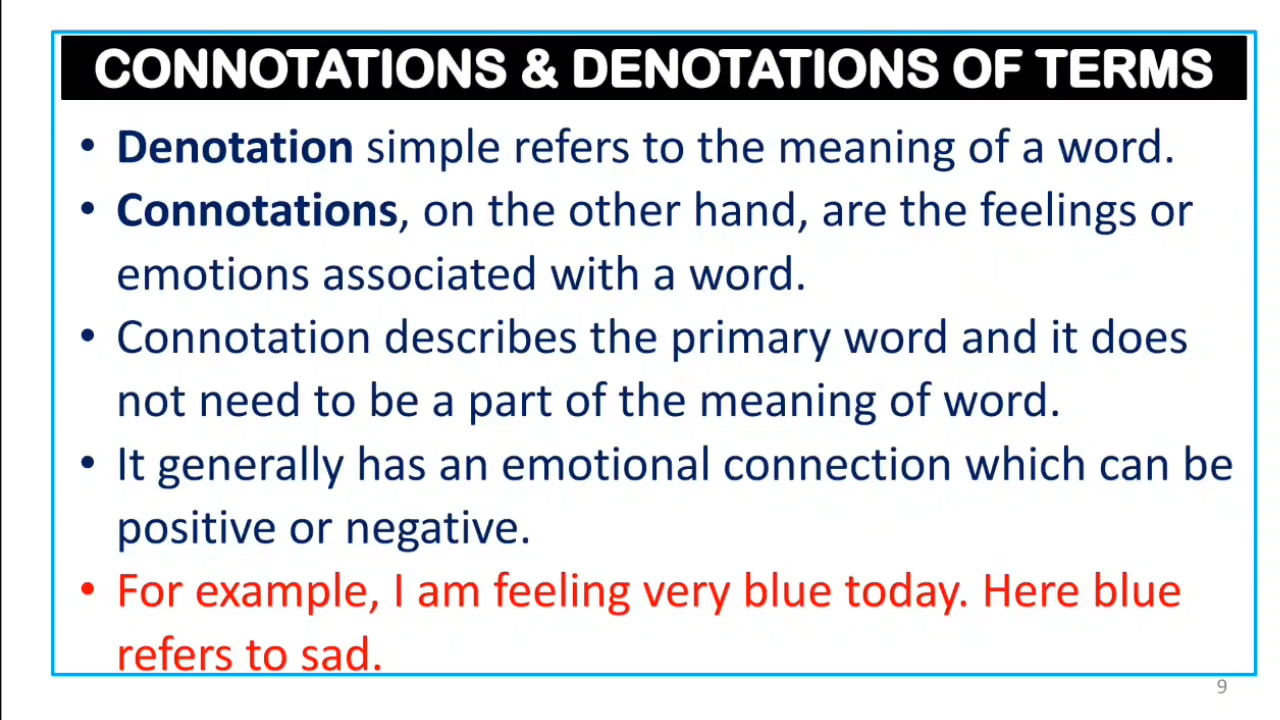 CONNOTATIONS & DENOTATIONS OF TERMS
• Denotation simple refers to the meaning of a word.
• Connotations, on the other hand, are the feelings or
emotions associated with a word.
• Connotation describes the primary word and it does
not need to be a part of the meaning of word.
• It generally has an emotional connection which can be
positive or negative.
• For example, I am feeling very blue today. Here blue
refers to sad.
9